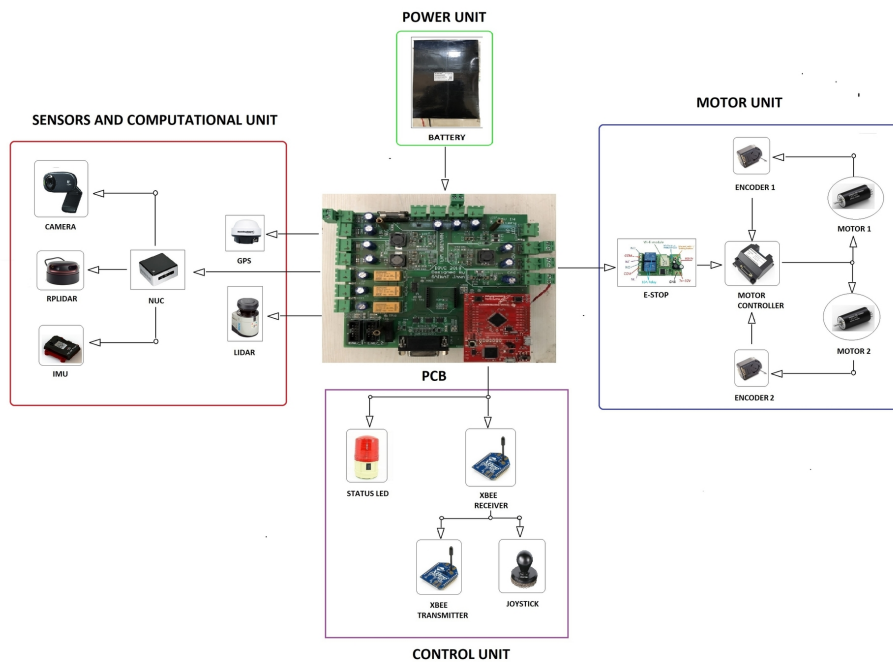 POWER UNIT
BATTERY
SENSORS AND COMPUTATIONAL UNIT
MOTOR UNIT
CAMERA
GPS
RPLIDAR
NUC
IMU
LIDAR
ENCODER 1
MOTOR 1
E-STOP
MOTOR
CONTROLLER
MOTOR 2
ENCODER 2
PCB
STATUS LED
XBEE
RECEIVER
XBEE
TRANSMITTER
JOYSTICK
CONTROL UNIT